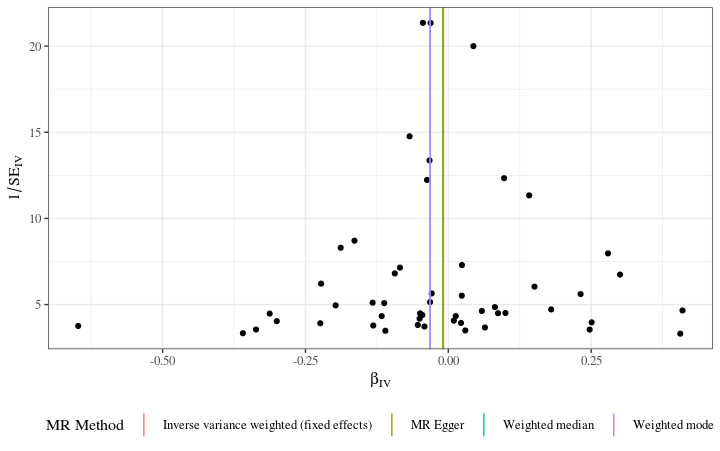 20
15
10
5
1/SE_IV
-0.50
-0.25
0.00
0.25
β_IV
MR Method
Inverse variance weighted (fixed effects)
MR Egger
Weighted median
Weighted mode